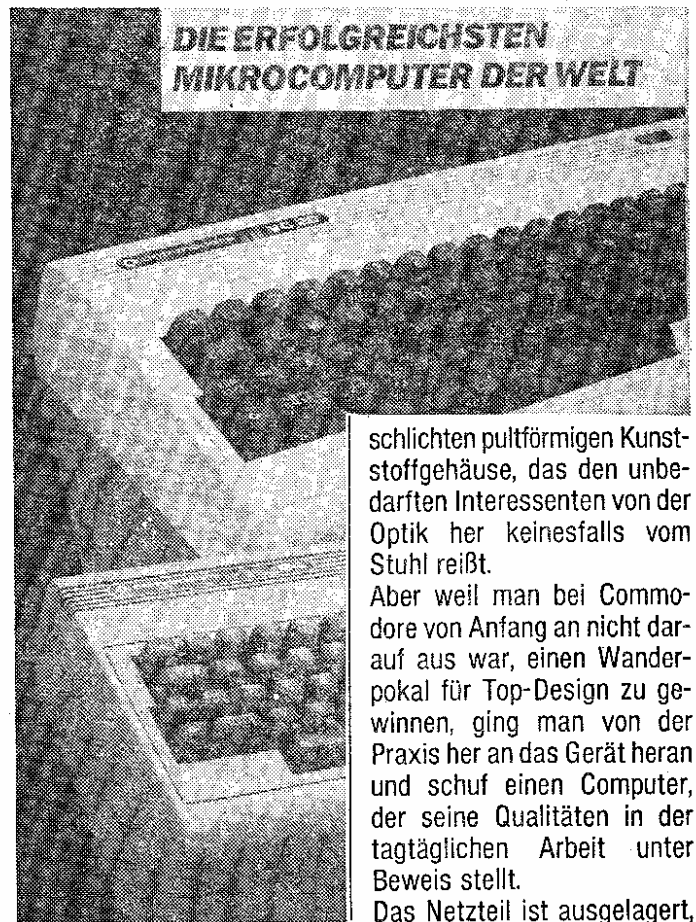 DIE ERFOLGREICHSTEN
MIKROCOMPUTER DER WELT
schlichten pultförmigen Kunst-
stoffgehäuse, das den unbe-
darften Interessenten von der
Optik her keinesfalls vom
Stuhl reißt.
Aber weil man bei Commo-
dore von Anfang an nicht dar-
auf aus war, einen Wander-
pokal für Top-Design zu ge-
winnen, ging man von der
Praxis her an das Gerät heran
und schuf einen Computer,
der seine Qualitäten in der
tagtäglichen Arbeit unter
Beweis stellt.
Das Netzteil ist ausgelagert,